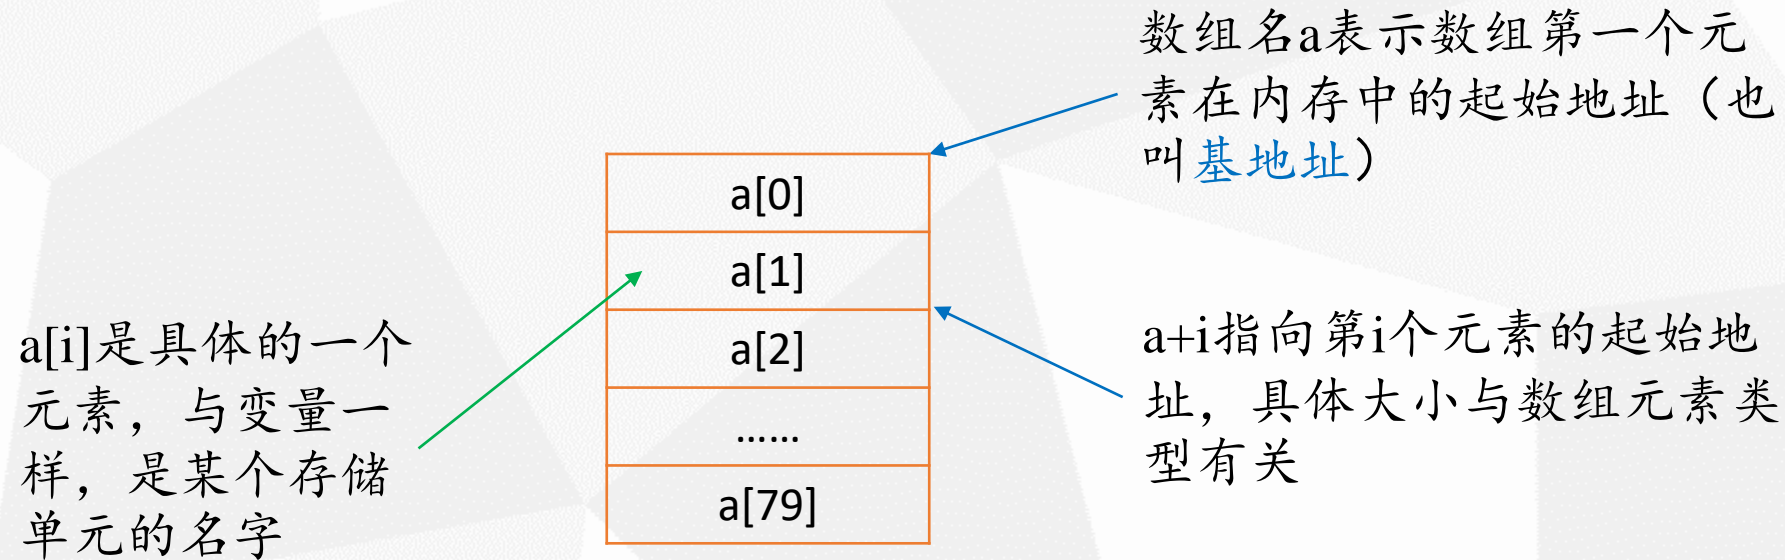 数组名a表示数组第一个元
素在内存中的起始地址（也
叫基地址）
a[0]
a[1]
a[2]
……
a[79]
a[i]是具体的一个
元素，与变量一
样，是某个存储
单元的名字
a+i指向第i个元素的起始地
址，具体大小与数组元素类
型有关